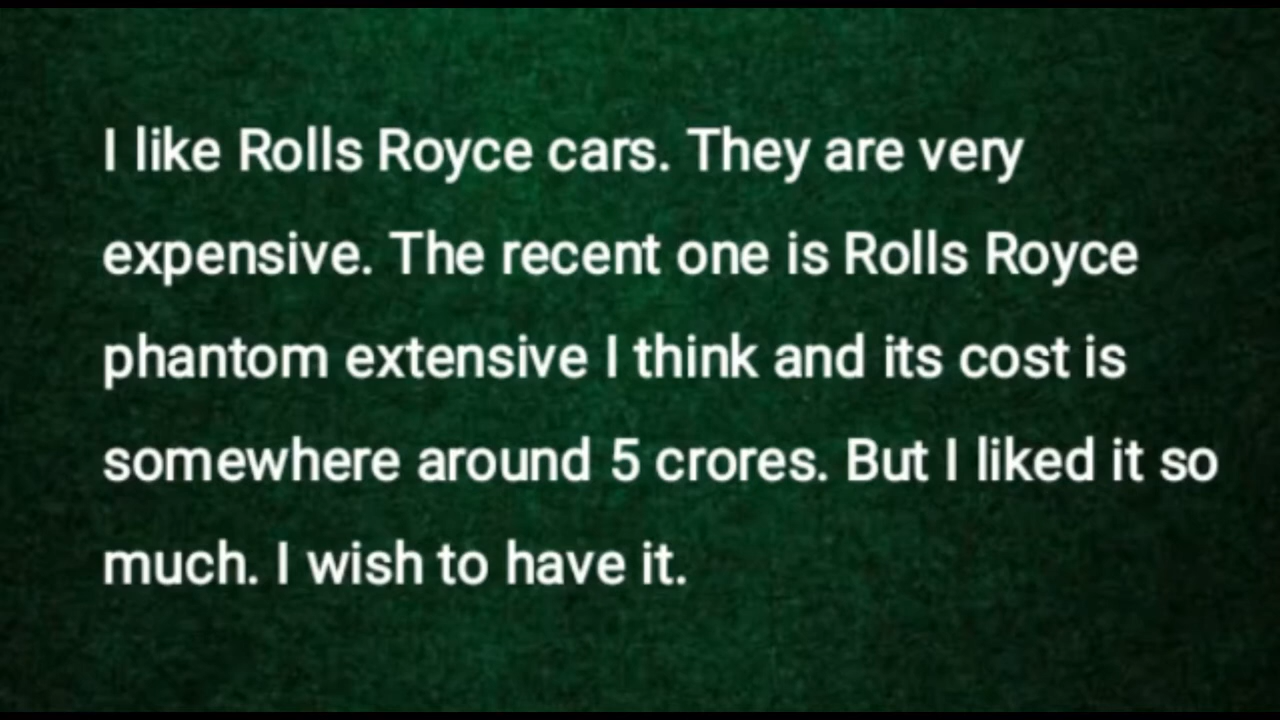 I like Rolls Royce cars. They are very
expensive. The recent one is Rolls Royce
phantom extensive I think and its cost is
somewhere around 5 crores. But I liked it so
much. I wish to have it.